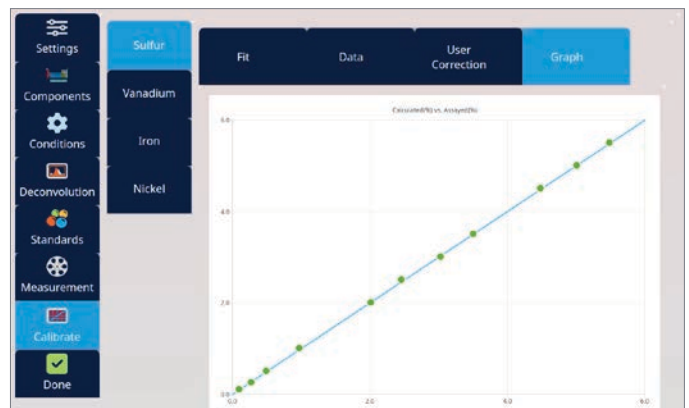 Settings
Components
Conditions
Deconvolution
Standards
Measurement
Calibrate
Done
Sulfur
Vanadium
Iron
Nickel
Fit
Data
User
Correction
Graph
Calculated(%) vs. Assayed(%)
6.0
4.0
2.0
0.0
0.0
2.0
4.0
6.0